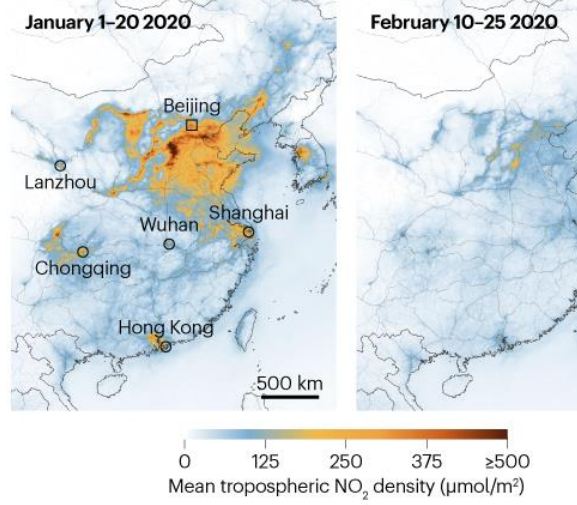 January 1–20 2020
February 10–25 2020
Beijing
Lanzhou
Wuhan
Shanghai
Chongqing
Hong Kong
500 km
0
125
250
375
≥500
Mean tropospheric NO₂ density (μmol/m²)